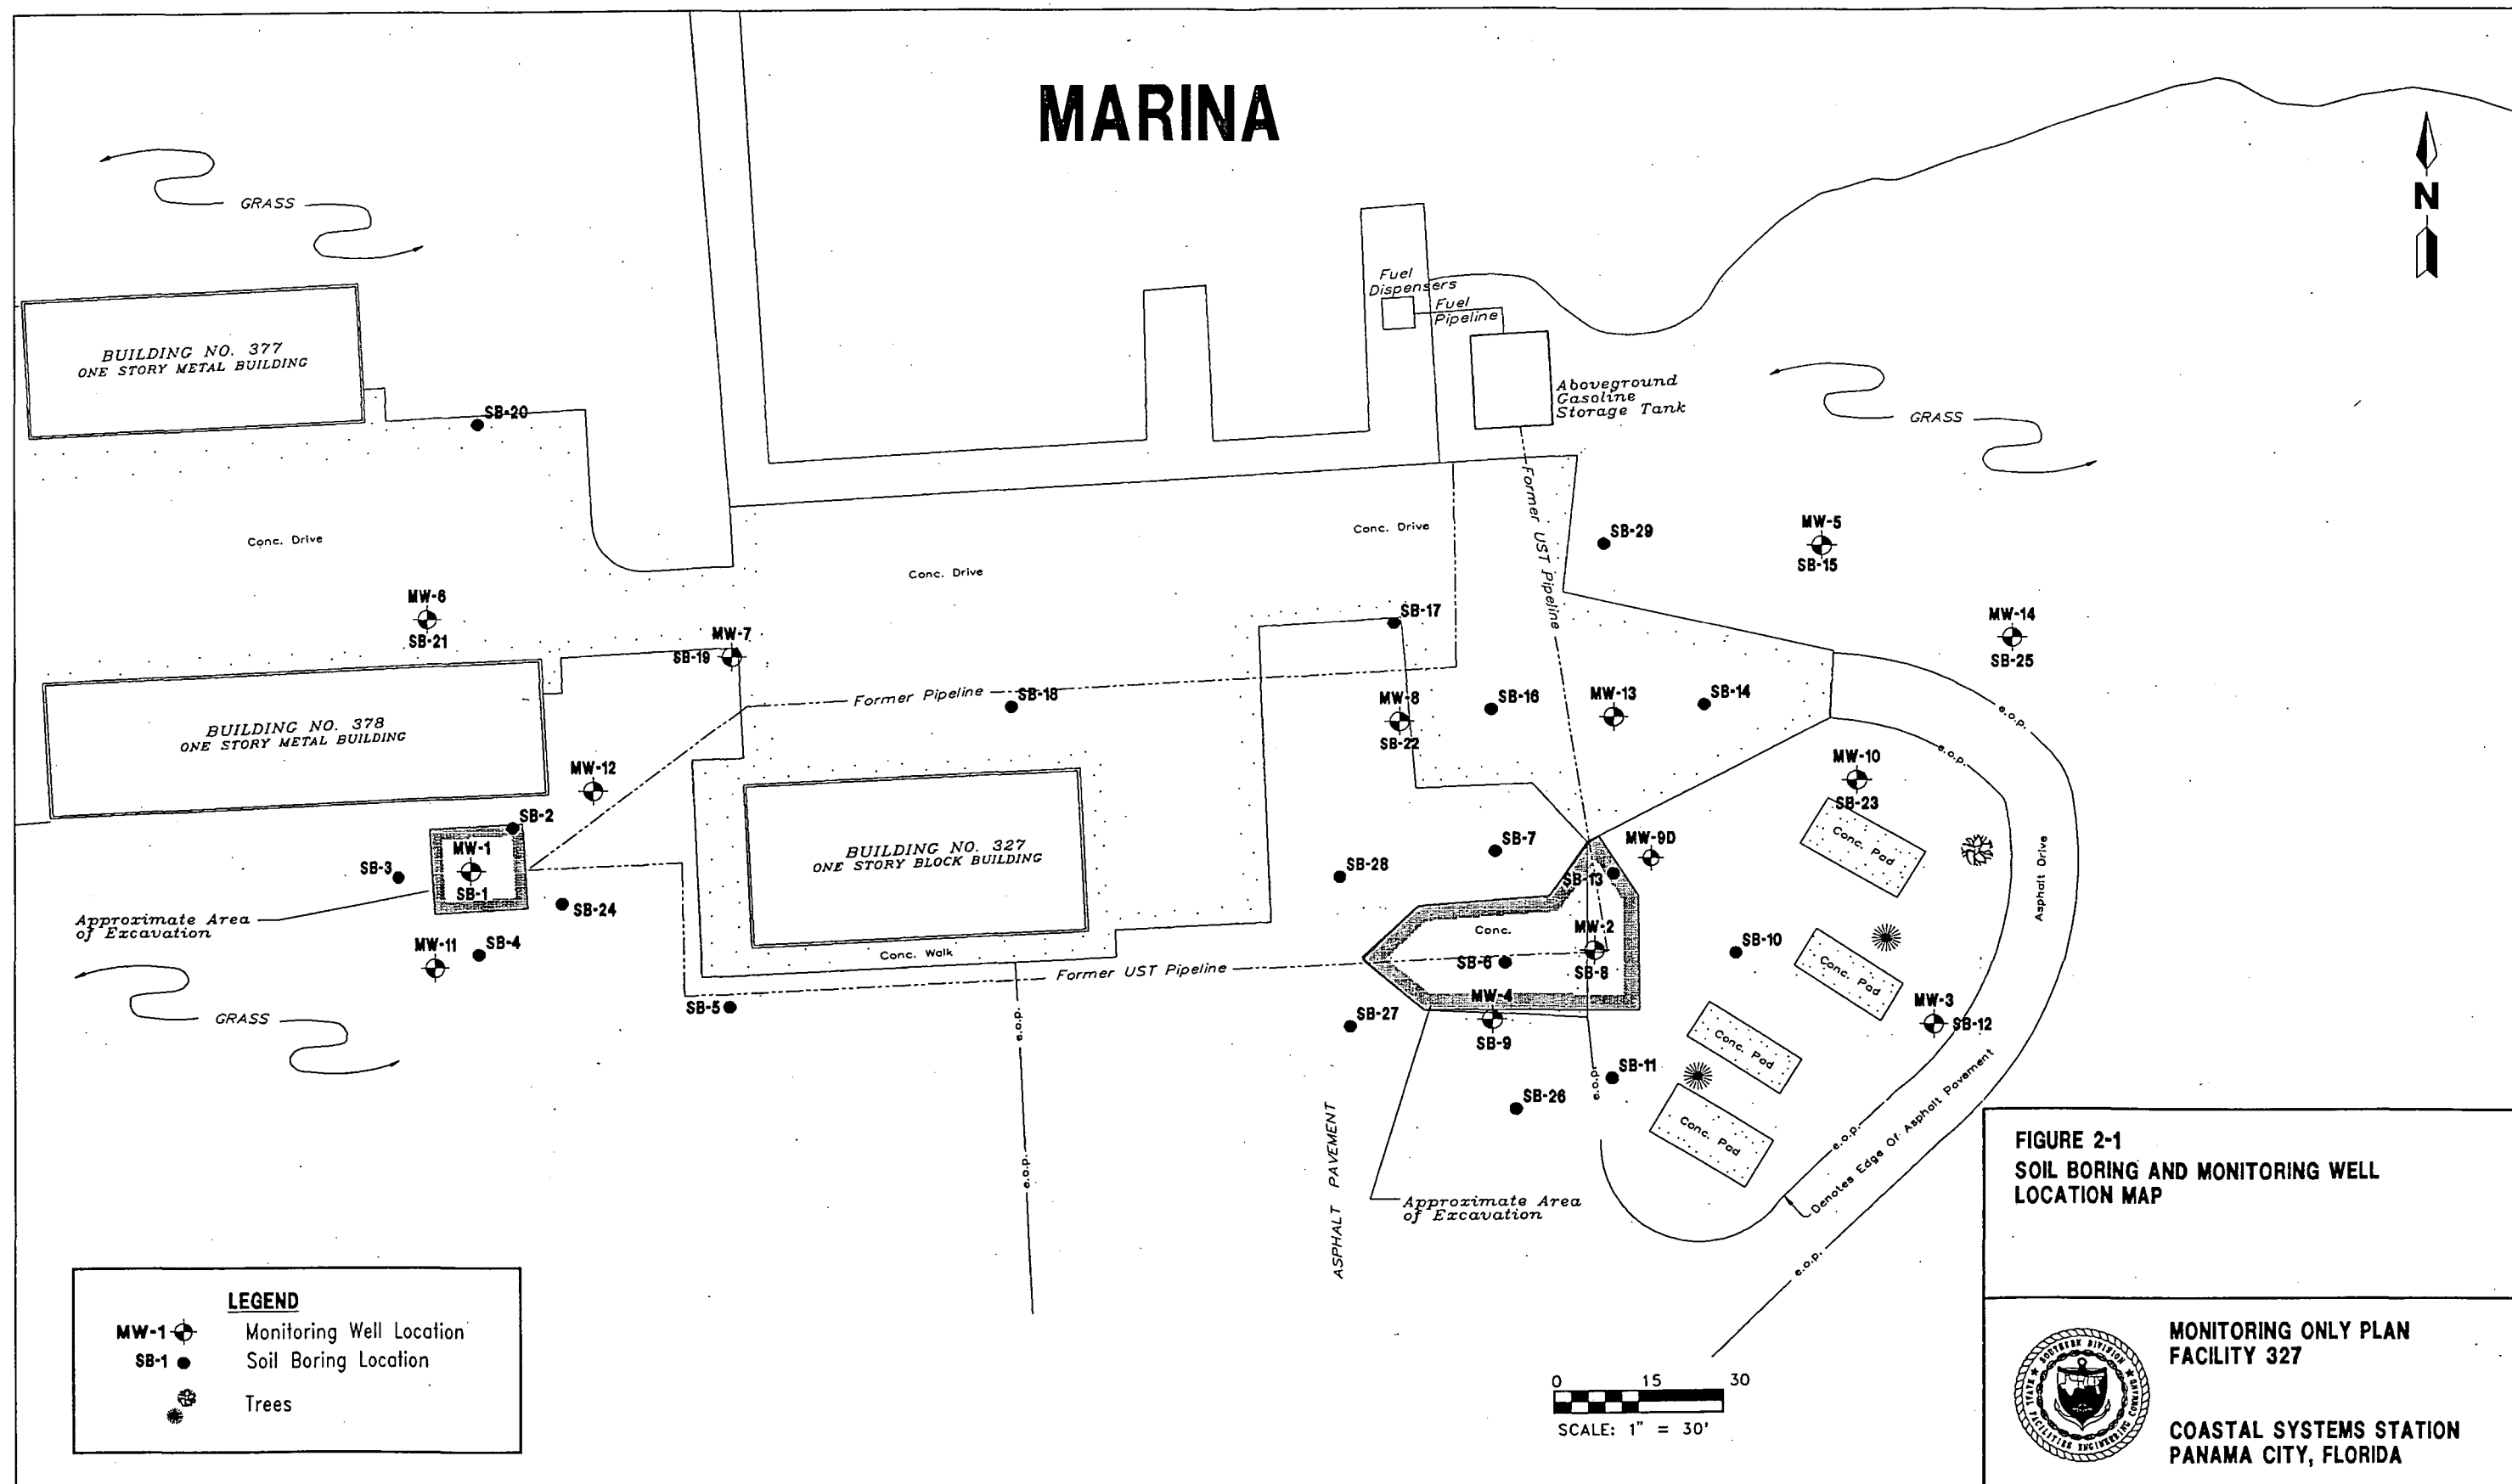 MARINA
N
GRASS
Fuel
Dispensers
Fuel
Pipeline
BUILDING NO. 377
ONE STORY METAL BUILDING
Aboveground
Gasoline
Storage Tank
GRASS
SB-20
Former UST Pipeline
Conc. Drive
Conc. Drive
Conc. Drive
SB-29
MW-5
SB-15
MW-6
SB-21
MW-7
SB-19
SB-17
MW-14
SB-25
Former Pipeline
SB-18
MW-8
SB-22
SB-16
MW-13
SB-14
e.o.p.
e.o.p.
BUILDING NO. 378
ONE STORY METAL BUILDING
MW-12
MW-10
SB-23
SB-2
MW-1
SB-1
SB-3
SB-24
BUILDING NO. 327
ONE STORY BLOCK BUILDING
SB-28
SB-7
MW-9D
SB-13
Conc. Pad
Asphalt Drive
Approximate Area
of Excavation
MW-11
SB-4
Conc. Walk
Former UST Pipeline
Conc.
MW-2
SB-6
SB-8
SB-10
Conc. Pad
MW-3
SB-12
SB-5
GRASS
e.o.p.
SB-27
MW-4
SB-9
Conc. Pad
SB-11
e.o.p.
SB-26
Conc. Pad
e.o.p.
Denotes Edge Of Asphalt Pavement
e.o.p.
e.o.p.
ASPHALT PAVEMENT
Approximate Area
of Excavation
LEGEND
MW-1 Monitoring Well Location
SB-1 Soil Boring Location
Trees
0 15 30
SCALE: 1" = 30'
FIGURE 2-1
SOIL BORING AND MONITORING WELL
LOCATION MAP
SOUTHERN DIVISION
NAVAL FACILITIES ENGINEERING COMMAND
MONITORING ONLY PLAN
FACILITY 327
COASTAL SYSTEMS STATION
PANAMA CITY, FLORIDA